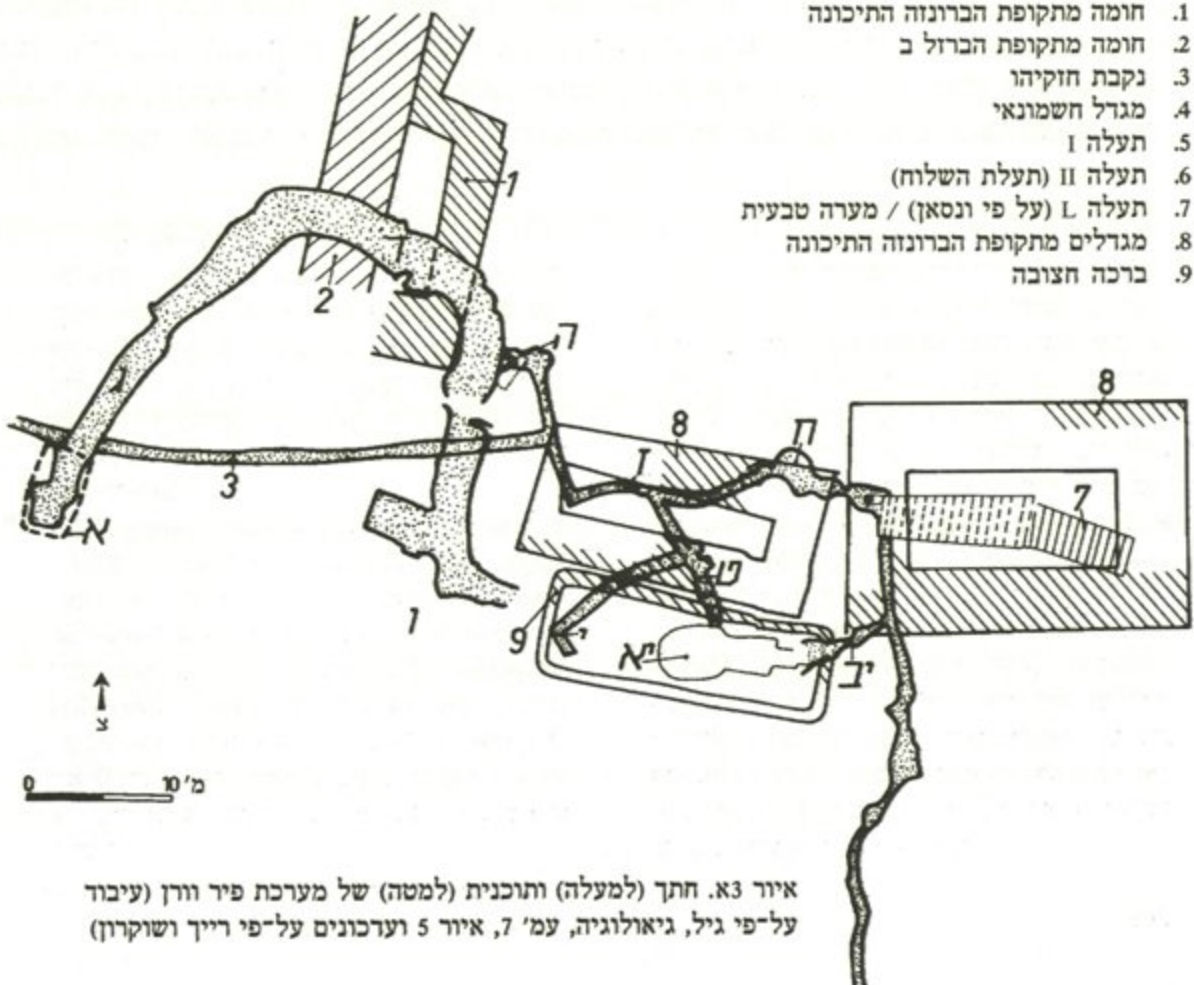 1. חומה מתקופת הברונזה התיכונה
2. חומה מתקופת הברזל ב
3. נקבת חזקיהו
4. מגדל חשמונאי
5. תעלה I
6. תעלה II (תעלת השלוח)
7. תעלה L (על פי ונסאן) / מערה טבעית
8. מגדלים מתקופת הברונזה התיכונה
9. ברכה חצובה
1
2
ה
8
8
ח
I
7
3
א
ט
ו
9
י
יא
יב
צ
0 10 מ'
איור 3א. חתך (למעלה) ותוכנית (למטה) של מערכת פיר וורן (עיבוד
על־פי גיל, גיאולוגיה, עמ' 7, איור 5 ועדכונים על־פי רייך ושוקרון)